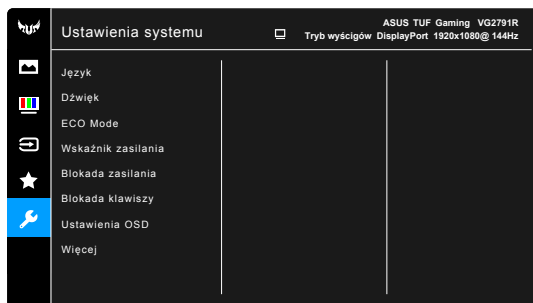 Ustawienia systemu
ASUS TUF Gaming VG2791R
Tryb wyścigów DisplayPort 1920x1080@ 144Hz
Język
Dźwięk
ECO Mode
Wskaźnik zasilania
Blokada zasilania
Blokada klawiszy
Ustawienia OSD
Więcej